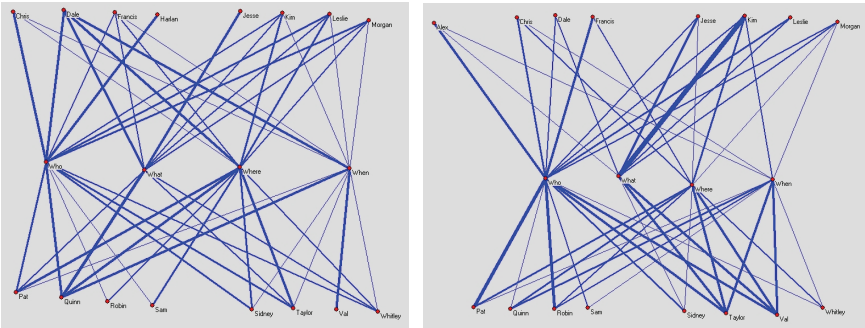 Chris Dale Francis Harlan Jesse Kim Leslie Morgan
Who What Where When
Pat Quinn Robin Sam Sidney Taylor Val Whitley
Alex Chris Dale Francis Jesse Kim Leslie Morgan
Who What Where When
Pat Quinn Robin Sam Sidney Taylor Val Whitley